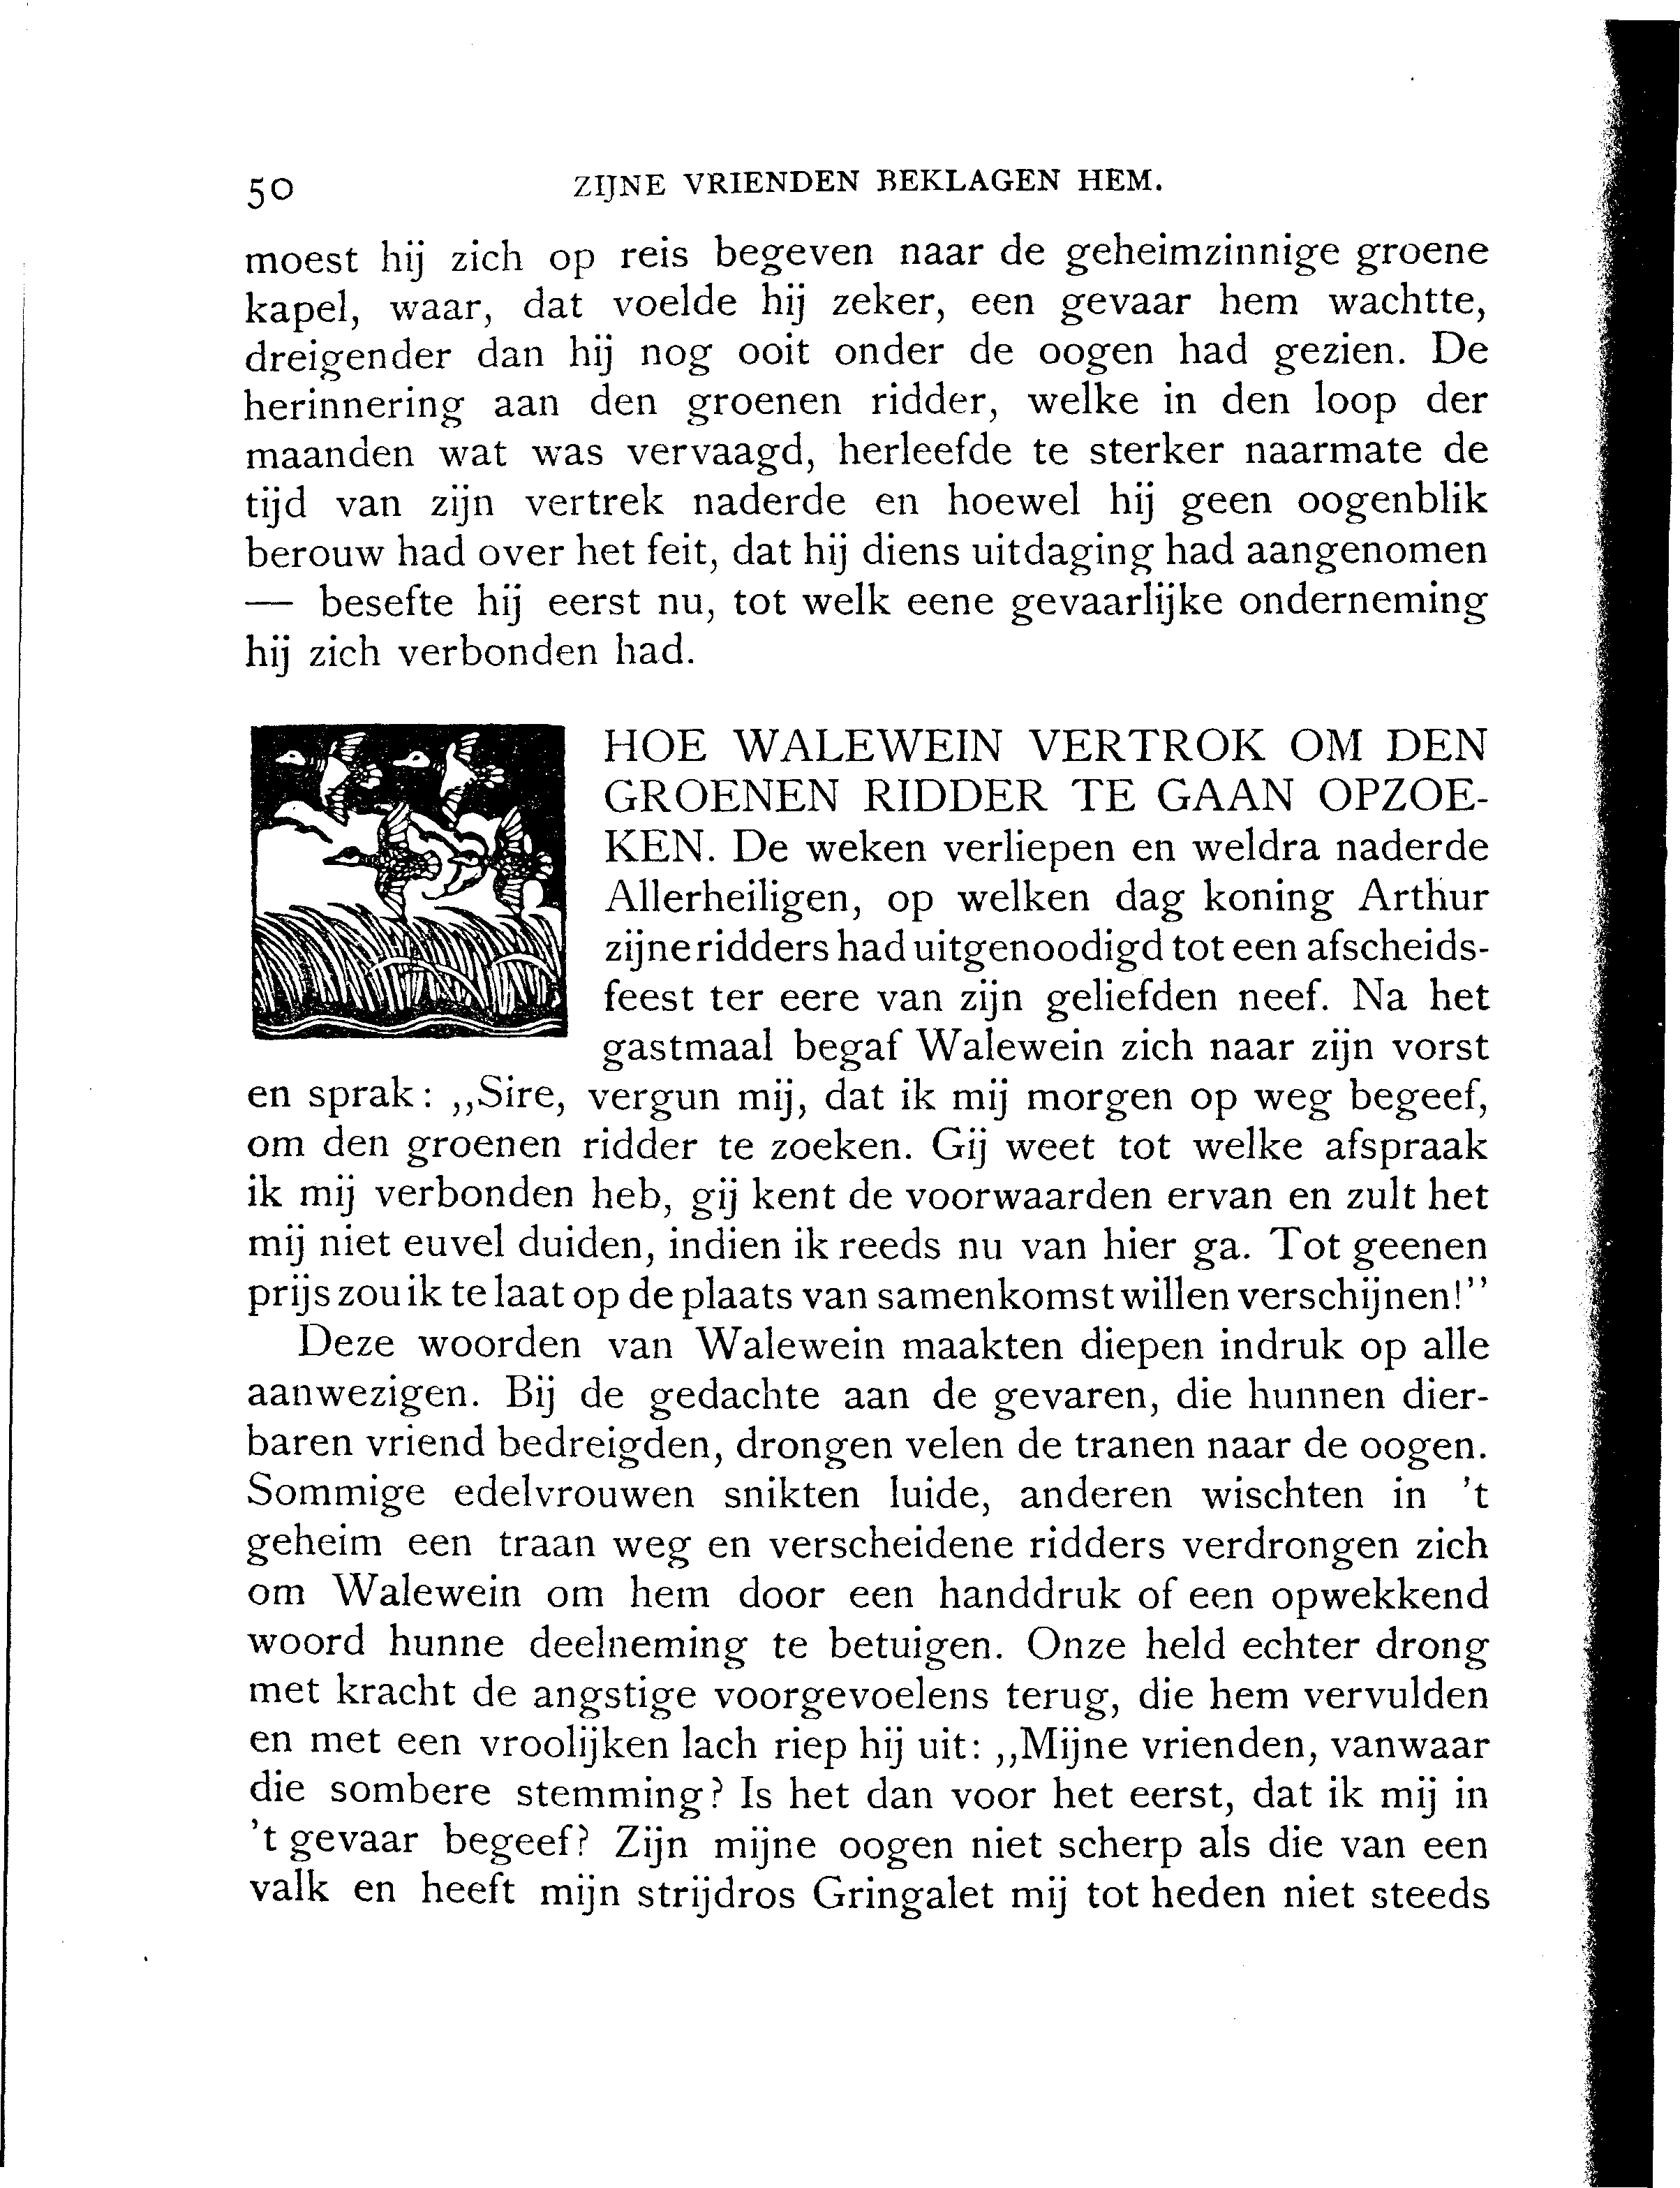 50 ZIJNE VRIENDEN BEKLAGEN HEM.
moest hij zich op reis begeven naar de geheimzinnige groene
kapel, waar, dat voelde hij zeker, een gevaar hem wachtte,
dreigender dan hij nog ooit onder de oogen had gezien. De
herinnering aan den groenen ridder, welke in den loop der
maanden wat was vervaagd, herleefde te sterker naarmate de
tijd van zijn vertrek naderde en hoewel hij geen oogenblik
berouw had over het feit, dat hij diens uitdaging had aangenomen
— besefte hij eerst nu, tot welk eene gevaarlijke onderneming
hij zich verbonden had.
HOE WALEWEIN VERTROK OM DEN
GROENEN RIDDER TE GAAN OPZOE-
KEN. De weken verliepen en weldra naderde
Allerheiligen, op welken dag koning Arthur
zijne ridders had uitgenoodigd tot een afscheids-
feest ter eere van zijn geliefden neef. Na het
gastmaal begaf Walewein zich naar zijn vorst
en sprak: ,,Sire, vergun mij, dat ik mij morgen op weg begeef,
om den groenen ridder te zoeken. Gij weet tot welke afspraak
ik mij verbonden heb, gij kent de voorwaarden ervan en zult het
mij niet euvel duiden, indien ik reeds nu van hier ga. Tot geenen
prijs zou ik te laat op de plaats van samenkomst willen verschijnen!"
Deze woorden van Walewein maakten diepen indruk op alle
aanwezigen. Bij de gedachte aan de gevaren, die hunnen dier-
baren vriend bedreigden, drongen velen de tranen naar de oogen.
Sommige edelvrouwen snikten luide, anderen wischten in 't
geheim een traan weg en verscheidene ridders verdrongen zich
om Walewein om hem door een handdruk of een opwekkend
woord hunne deelneming te betuigen. Onze held echter drong
met kracht de angstige voorgevoelens terug, die hem vervulden
en met een vroolijken lach riep hij uit: ,,Mijne vrienden, vanwaar
die sombere stemming? Is het dan voor het eerst, dat ik mij in
't gevaar begeef? Zijn mijne oogen niet scherp als die van een
valk en heeft mijn strijdros Gringalet mij tot heden niet steeds